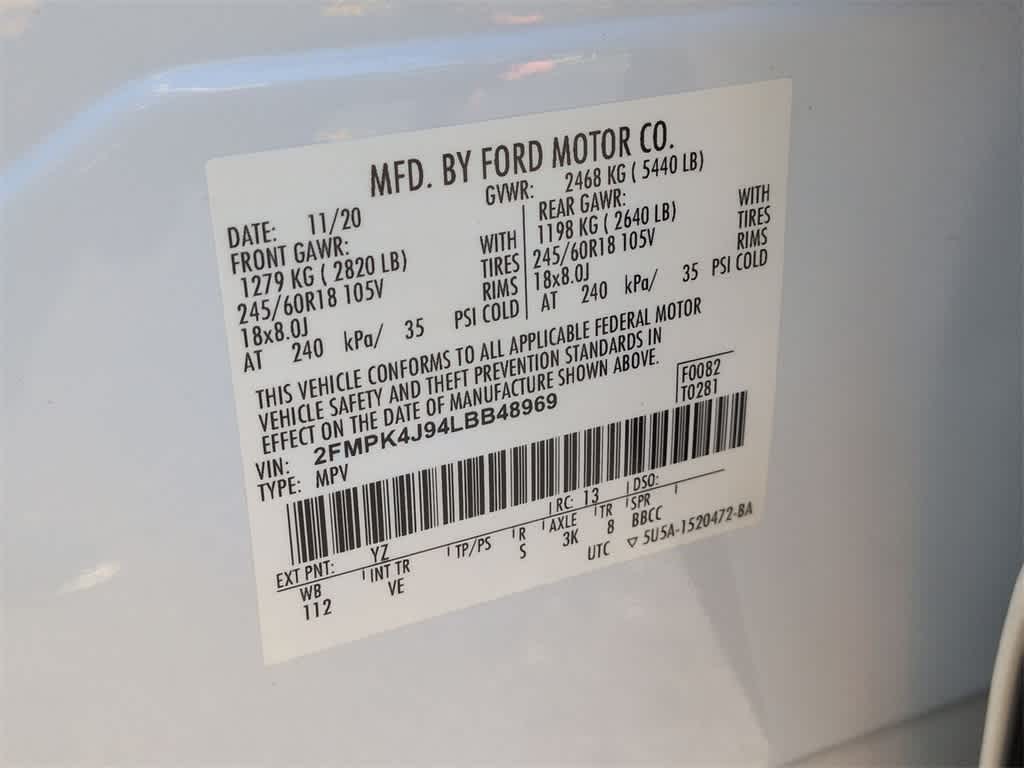 MFD. BY FORD MOTOR CO.
DATE: 11/20
GVWR: 2468 KG ( 5440 LB)
FRONT GAWR:
1279 KG ( 2820 LB) WITH
245/60R18 105V TIRES
18x8.0J RIMS
AT 240 kPa/ 35 PSI COLD
REAR GAWR:
1198 KG ( 2640 LB) WITH
245/60R18 105V TIRES
18x8.0J RIMS
AT 240 kPa/ 35 PSI COLD
THIS VEHICLE CONFORMS TO ALL APPLICABLE FEDERAL MOTOR
VEHICLE SAFETY AND THEFT PREVENTION STANDARDS IN
EFFECT ON THE DATE OF MANUFACTURE SHOWN ABOVE.
F0082
T0281
VIN: 2FMPK4J94LBB48969
TYPE: MPV
EXT PNT: YZ RC: 13 DSO:
WB INT TR TP/PS R AXLE TR SPR
112 VE S 3K 8 BBCC
UTC ▽ 5U5A-1520472-BA